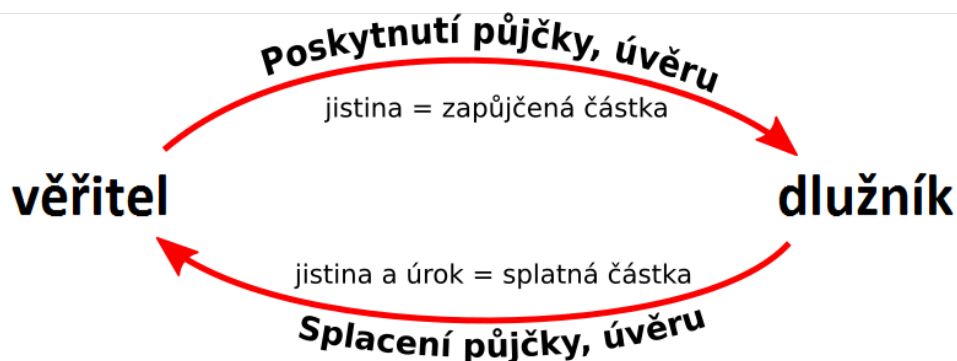 Poskytnutí půjčky, úvěru
jistina = zapůjčená částka
věřitel
dlužník
jistina a úrok = splatná částka
Splacení půjčky, úvěru